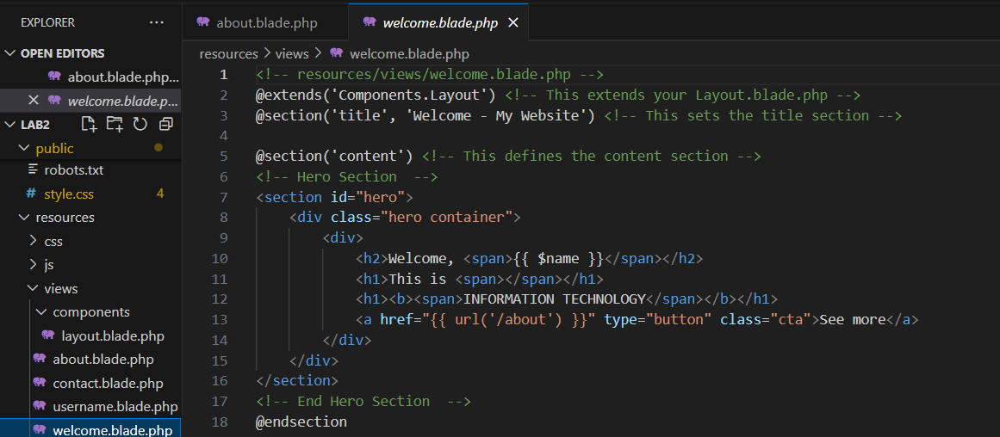 EXPLORER
OPEN EDITORS
about.blade.php...
welcome.blade.p...
LAB2
public
robots.txt
style.css 4
resources
css
js
views
components
layout.blade.php
about.blade.php
contact.blade.php
username.blade.php
welcome.blade.php
about.blade.php welcome.blade.php
resources > views > welcome.blade.php
1 <!-- resources/views/welcome.blade.php -->
2 @extends('Components.Layout') <!-- This extends your Layout.blade.php -->
3 @section('title', 'Welcome - My Website') <!-- This sets the title section -->
4
5 @section('content') <!-- This defines the content section -->
6 <!-- Hero Section  -->
7 <section id="hero">
8     <div class="hero container">
9         <div>
10             <h2>Welcome, <span>{{ $name }}</span></h2>
11             <h1>This is <span></span></h1>
12             <h1><b><span>INFORMATION TECHNOLOGY</span></b></h1>
13             <a href="{{ url('/about') }}" type="button" class="cta">See more</a>
14         </div>
15     </div>
16 </section>
17 <!-- End Hero Section  -->
18 @endsection